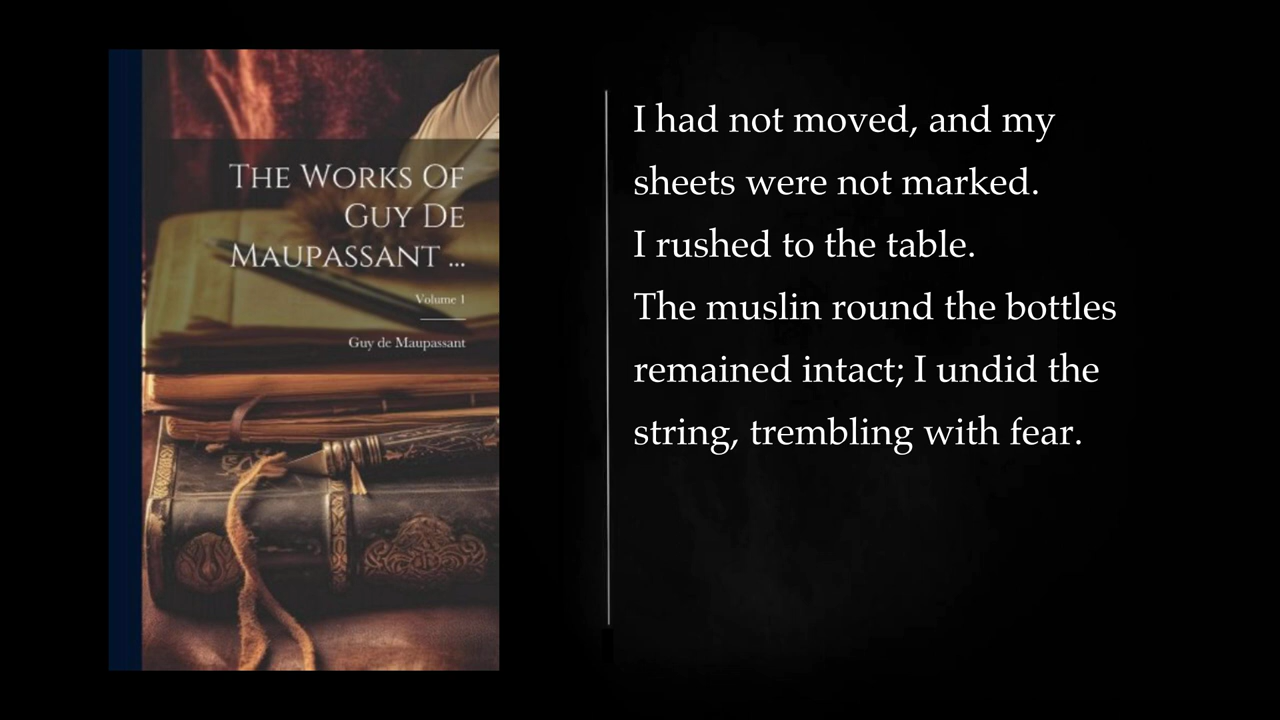 The Works Of
Guy De
Maupassant ...
Volume 1
Guy de Maupassant
I had not moved, and my
sheets were not marked.
I rushed to the table.
The muslin round the bottles
remained intact; I undid the
string, trembling with fear.